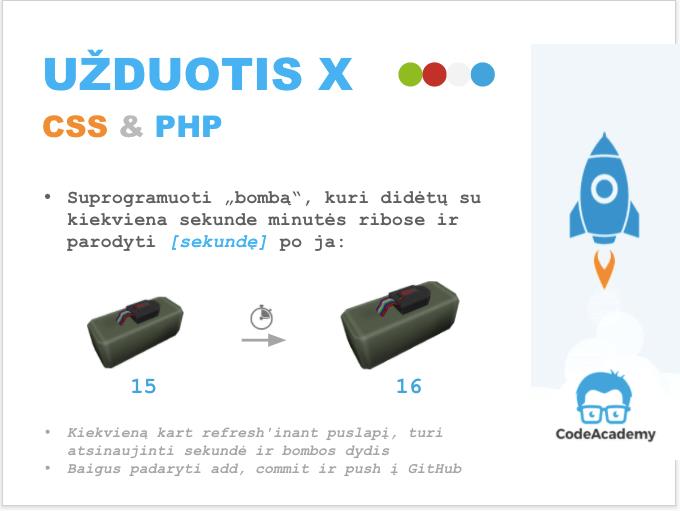 UŽDUOTIS X
CSS & PHP
• Suprogramuoti „bombą“, kuri didėtų su
kiekviena sekunde minutės ribose ir
parodyti [sekundę] po ja:
15
16
• Kiekvieną kart refresh'inant puslapį, turi
atsinaujinti sekundė ir bombos dydis
• Baigus padaryti add, commit ir push į GitHub
CodeAcademy